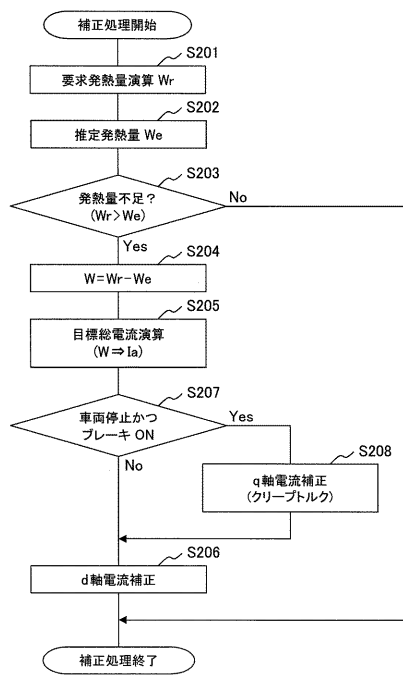 補正処理開始
S201
要求発熱量演算 Wr
S202
推定発熱量 We
S203
発熱量不足?
(Wr>We)
No
Yes
S204
W=Wr-We
S205
目標総電流演算
(W⇒Ia)
S207
車両停止かつ
ブレーキ ON
Yes
No
S208
q軸電流補正
(クリープトルク)
S206
d軸電流補正
補正処理終了